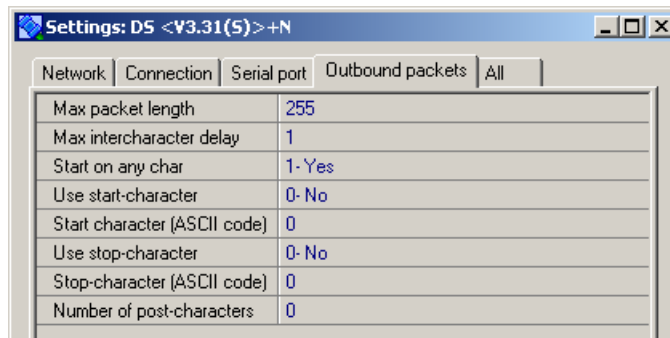 Settings: DS <V3.31(S)>+N
Network Connection Serial port Outbound packets All
Max packet length 255
Max intercharacter delay 1
Start on any char 1- Yes
Use start-character 0- No
Start character (ASCII code) 0
Use stop-character 0- No
Stop-character (ASCII code) 0
Number of post-characters 0